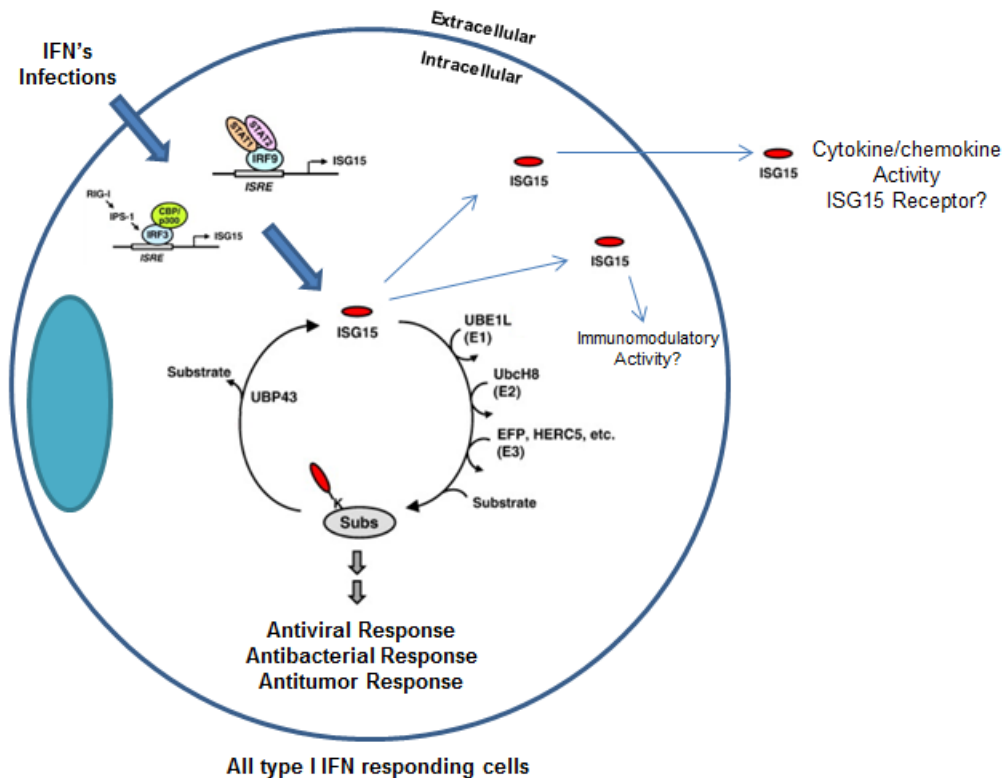 Extracellular
Intracellular
IFN's
Infections
STAT1
STAT2
IRF9
ISG15
ISRE
RIG-I
IPS-1
CBP/
p300
IRF3
ISG15
ISRE
ISG15
ISG15
Cytokine/chemokine
Activity
ISG15 Receptor?
ISG15
Immunomodulatory
Activity?
ISG15
UBE1L
(E1)
UbcH8
(E2)
EFP, HERC5, etc.
(E3)
Substrate
Substrate
UBP43
K
Subs
Antiviral Response
Antibacterial Response
Antitumor Response
All type I IFN responding cells